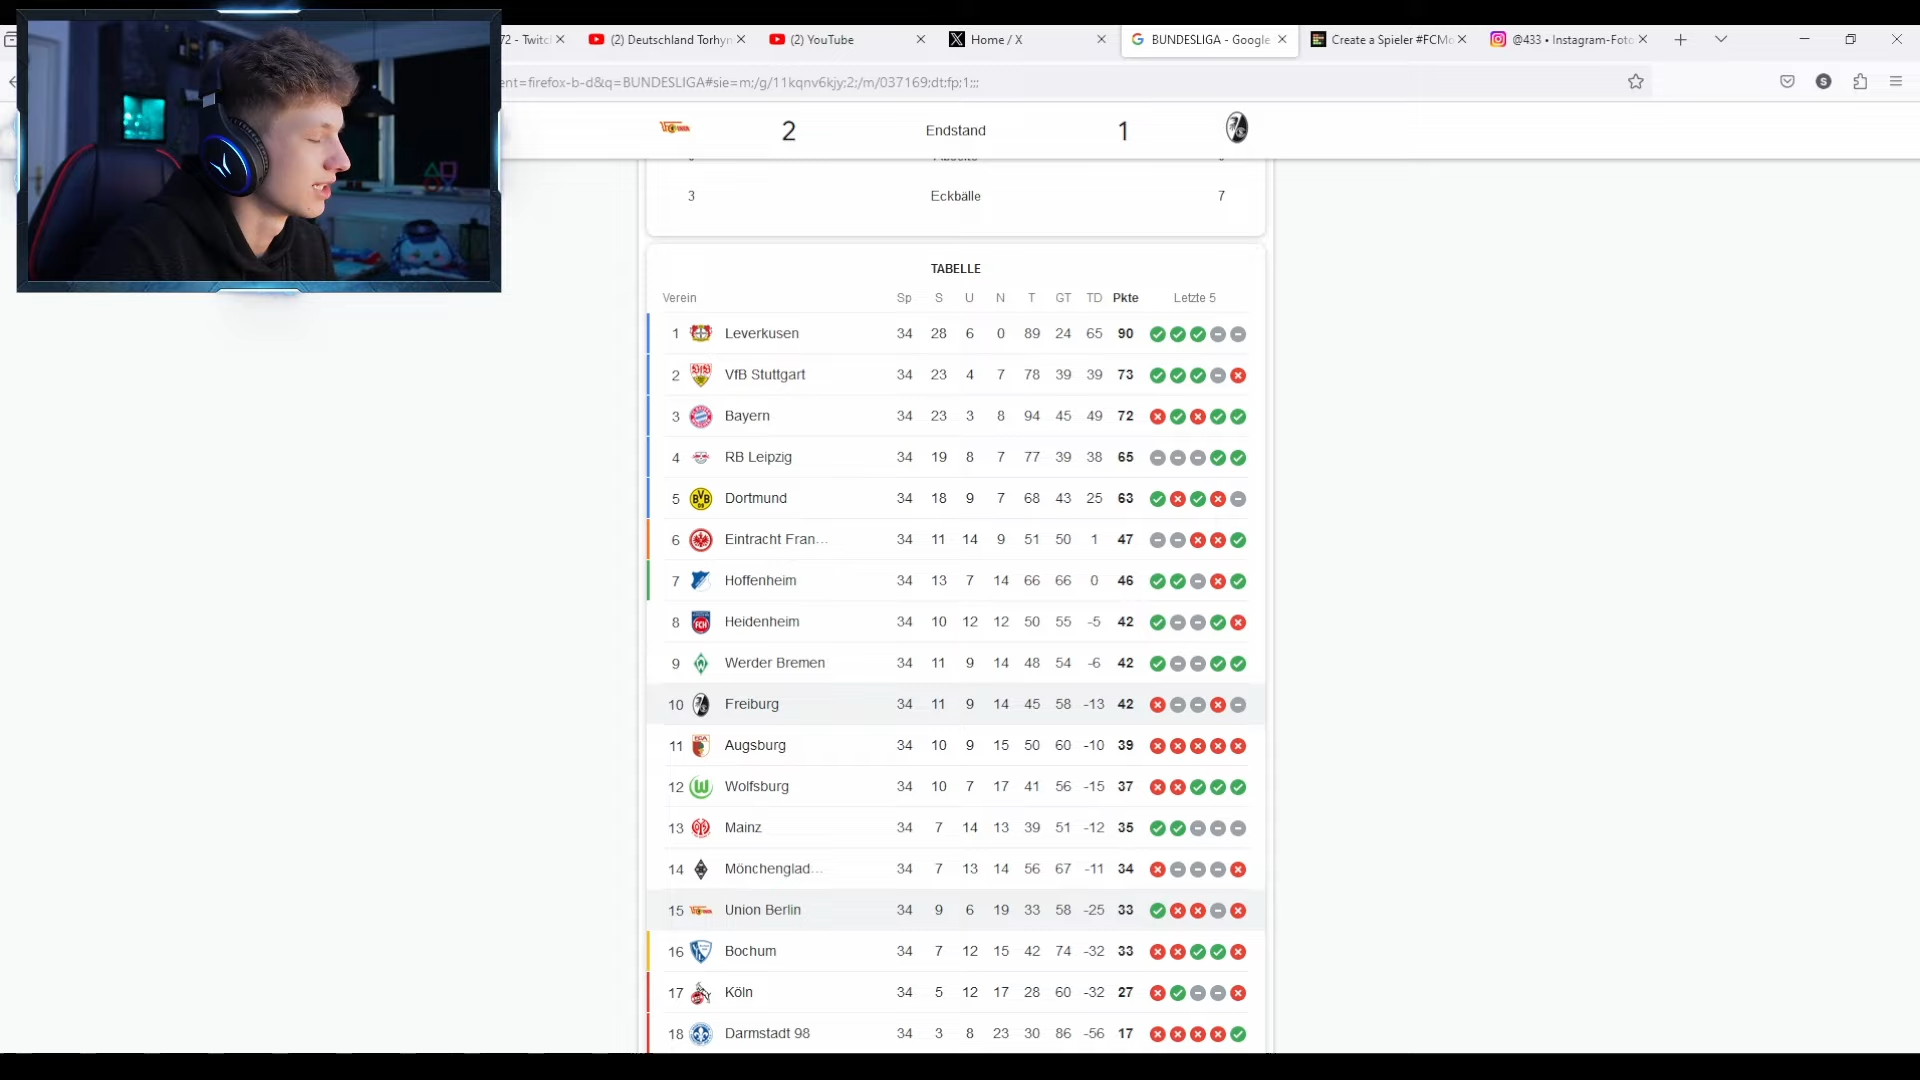 72 - Twitch
(2) Deutschland Torhyn
(2) YouTube
Home / X
BUNDESLIGA - Google
Create a Spieler #FCMo
@433 • Instagram-Foto
ent=firefox-b-d&q=BUNDESLIGA#sie=m;/g/11kqnv6kjy;2;/m/037169;dt;fp;1;;;
S
2 Endstand 1
3 Eckbälle 7
TABELLE
Verein Sp S U N T GT TD Pkte Letzte 5
1 Leverkusen 34 28 6 0 89 24 65 90
2 VfB Stuttgart 34 23 4 7 78 39 39 73
3 Bayern 34 23 3 8 94 45 49 72
4 RB Leipzig 34 19 8 7 77 39 38 65
5 Dortmund 34 18 9 7 68 43 25 63
6 Eintracht Fran... 34 11 14 9 51 50 1 47
7 Hoffenheim 34 13 7 14 66 66 0 46
8 Heidenheim 34 10 12 12 50 55 -5 42
9 Werder Bremen 34 11 9 14 48 54 -6 42
10 Freiburg 34 11 9 14 45 58 -13 42
11 Augsburg 34 10 9 15 50 60 -10 39
12 Wolfsburg 34 10 7 17 41 56 -15 37
13 Mainz 34 7 14 13 39 51 -12 35
14 Mönchenglad... 34 7 13 14 56 67 -11 34
15 Union Berlin 34 9 6 19 33 58 -25 33
16 Bochum 34 7 12 15 42 74 -32 33
17 Köln 34 5 12 17 28 60 -32 27
18 Darmstadt 98 34 3 8 23 30 86 -56 17